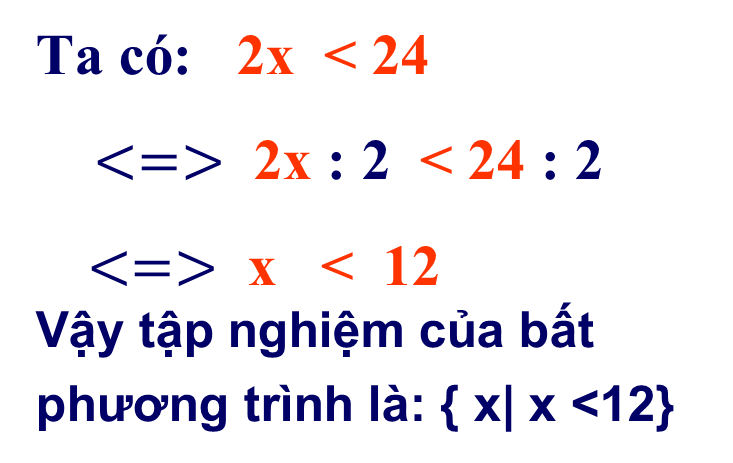 Ta có: 2x < 24
<=> 2x : 2 < 24 : 2
<=> x < 12
Vậy tập nghiệm của bất
phương trình là: { x| x <12}